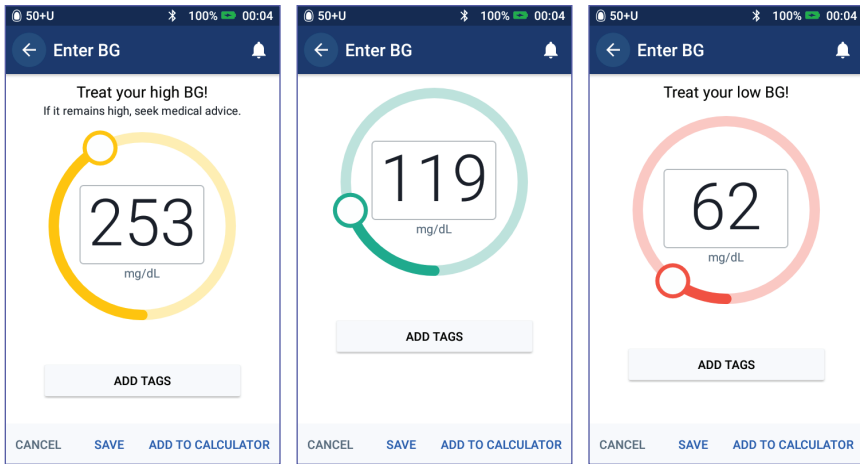 50+U 100% 00:04
Enter BG
Treat your high BG!
If it remains high, seek medical advice.
253
mg/dL
ADD TAGS
CANCEL SAVE ADD TO CALCULATOR
50+U 100% 00:04
Enter BG
119
mg/dL
ADD TAGS
CANCEL SAVE ADD TO CALCULATOR
50+U 100% 00:04
Enter BG
Treat your low BG!
62
mg/dL
ADD TAGS
CANCEL SAVE ADD TO CALCULATOR